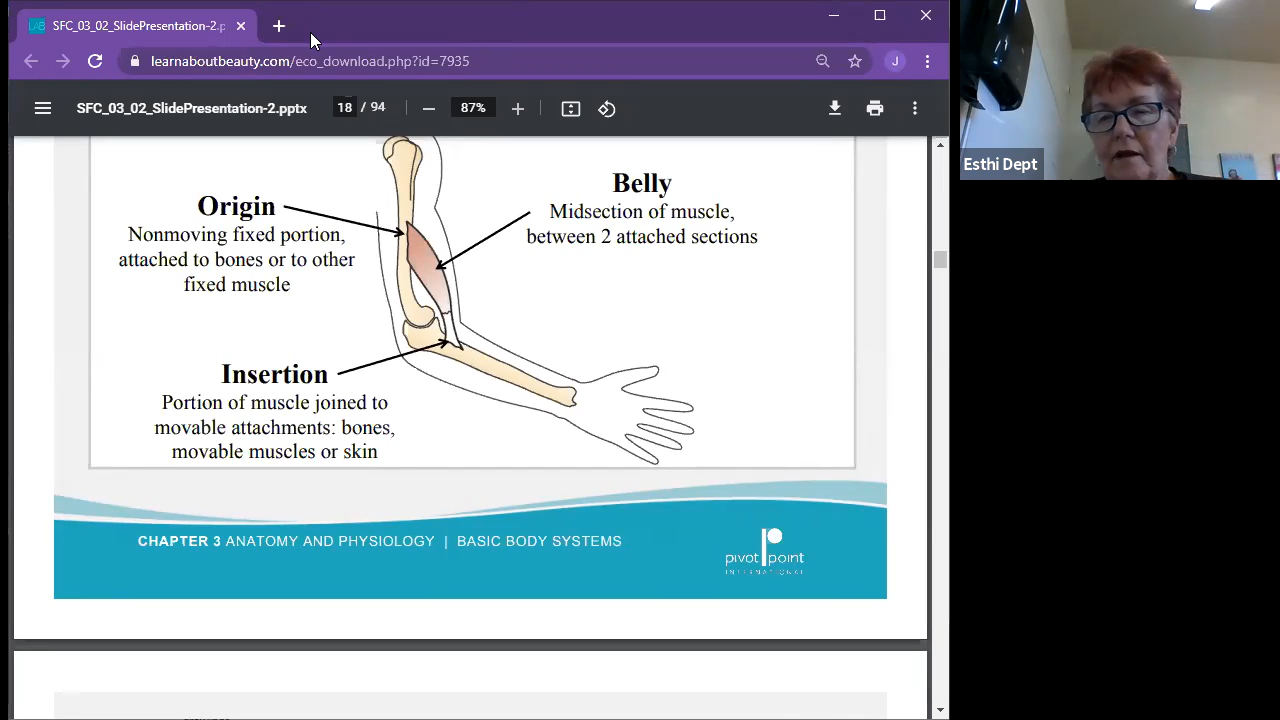 SFC_03_02_SlidePresentation-2.p
learnaboutbeauty.com/eco_download.php?id=7935
J
SFC_03_02_SlidePresentation-2.pptx
18 / 94
87%
Origin
Nonmoving fixed portion,
attached to bones or to other
fixed muscle
Belly
Midsection of muscle,
between 2 attached sections
Insertion
Portion of muscle joined to
movable attachments: bones,
movable muscles or skin
CHAPTER 3 ANATOMY AND PHYSIOLOGY | BASIC BODY SYSTEMS
pivot point
INTERNATIONAL
Esthi Dept